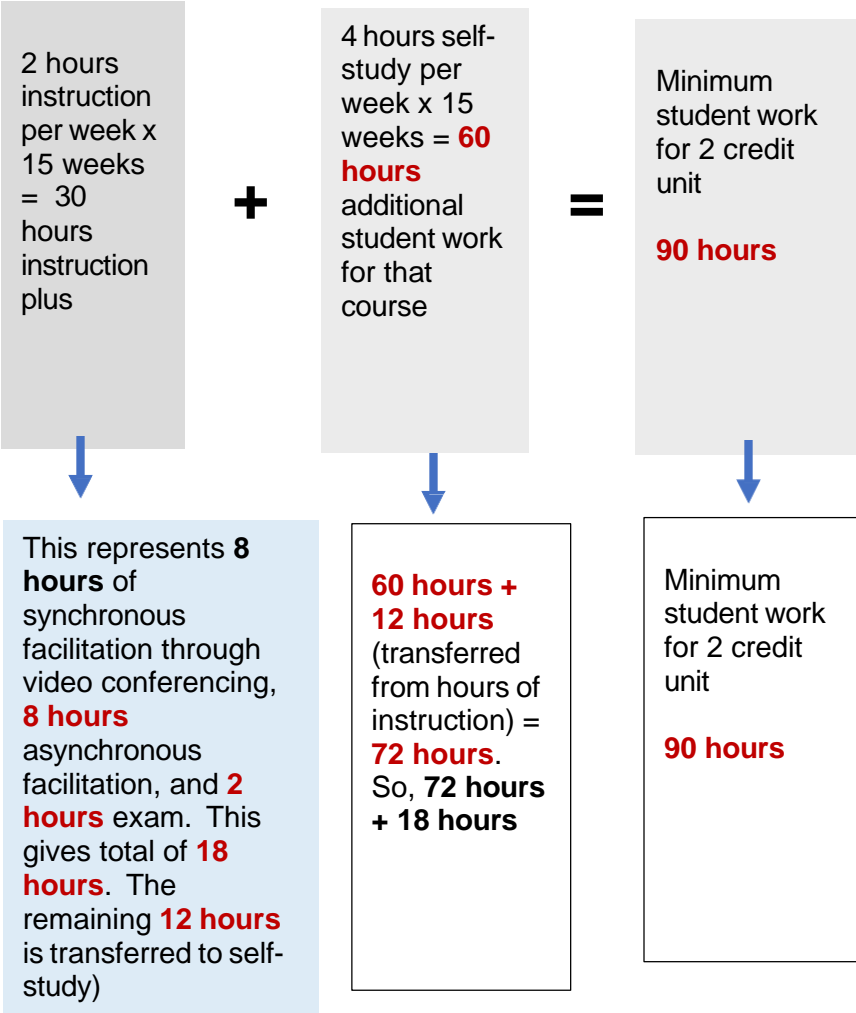 2 hours
instruction
per week x
15 weeks
= 30
hours
instruction
plus
+
4 hours self-
study per
week x 15
weeks = 60
hours
additional
student work
for that
course
=
Minimum
student work
for 2 credit
unit
90 hours
This represents 8
hours of
synchronous
facilitation through
video conferencing,
8 hours
asynchronous
facilitation, and 2
hours exam. This
gives total of 18
hours. The
remaining 12 hours
is transferred to self-
study)
60 hours +
12 hours
(transferred
from hours of
instruction) =
72 hours.
So, 72 hours
+ 18 hours
Minimum
student work
for 2 credit
unit
90 hours